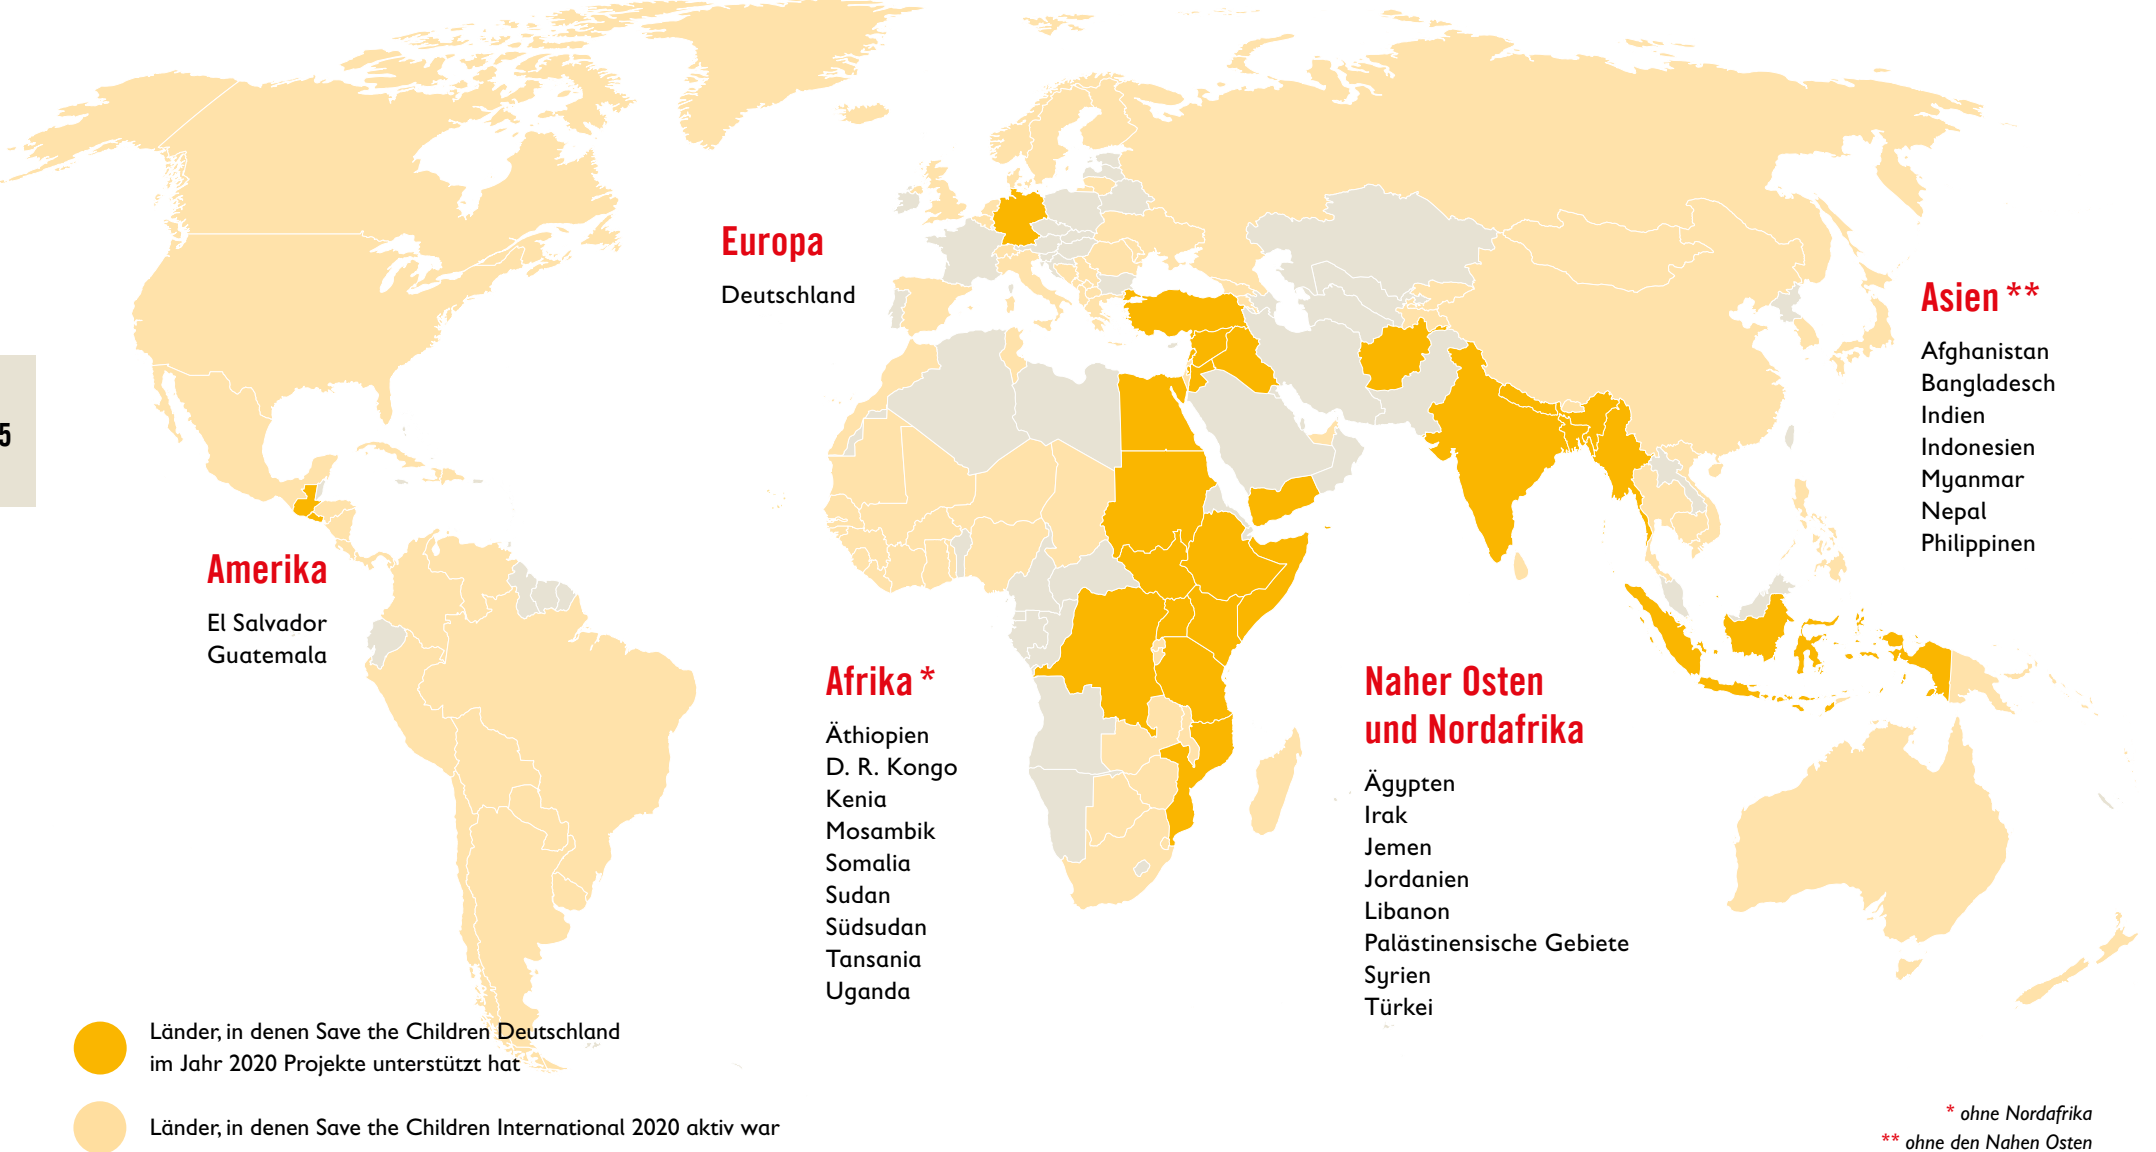 5
Europa
Deutschland
Asien **
Afghanistan
Bangladesch
Indien
Indonesien
Myanmar
Nepal
Philippinen
Amerika
El Salvador
Guatemala
Afrika *
Äthiopien
D. R. Kongo
Kenia
Mosambik
Somalia
Sudan
Südsudan
Tansania
Uganda
Naher Osten
und Nordafrika
Ägypten
Irak
Jemen
Jordanien
Libanon
Palästinensische Gebiete
Syrien
Türkei
Länder, in denen Save the Children Deutschland
im Jahr 2020 Projekte unterstützt hat
Länder, in denen Save the Children International 2020 aktiv war
* ohne Nordafrika
** ohne den Nahen Osten